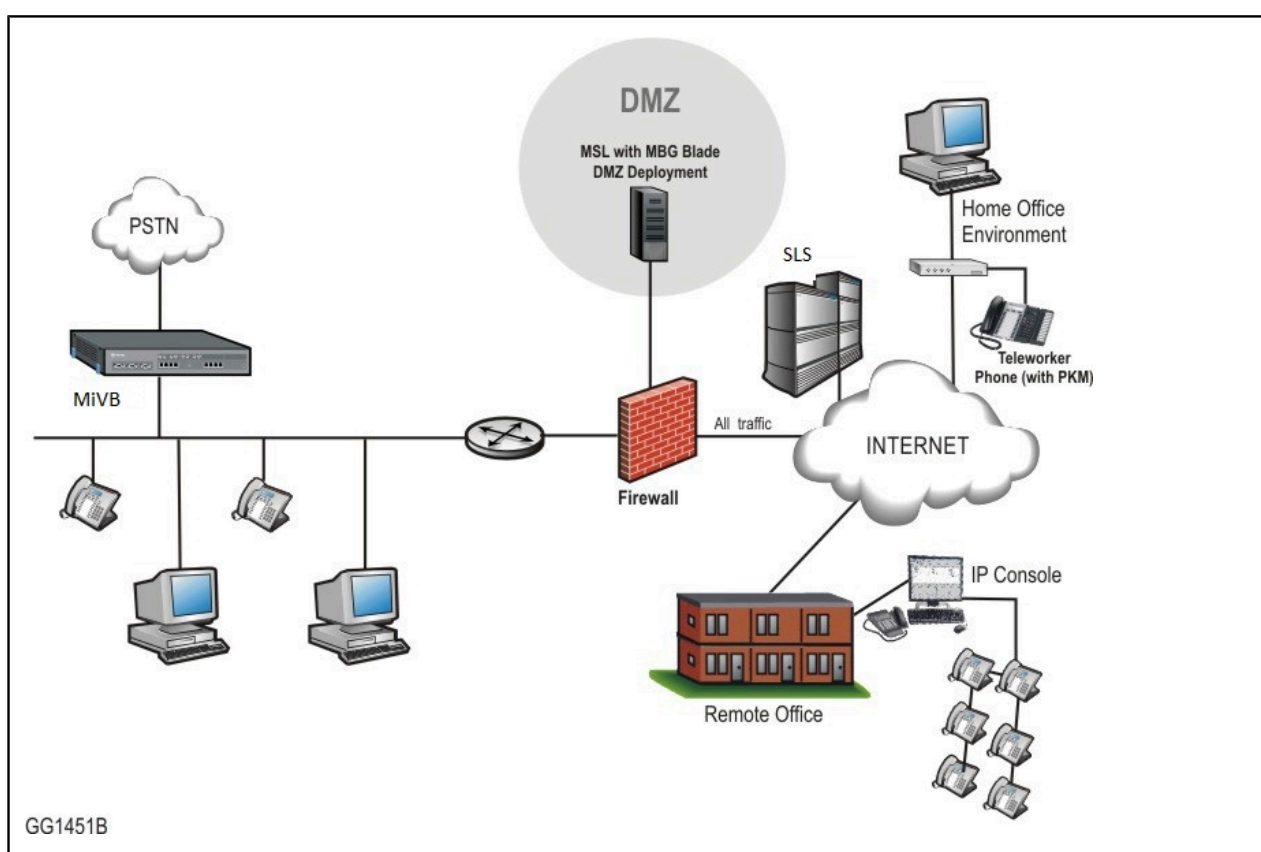 DMZ
MSL with MBG Blade
DMZ Deployment
PSTN
MiVB
SLS
Home Office
Environment
Teleworker
Phone (with PKM)
All traffic
INTERNET
Firewall
IP Console
Remote Office
GG1451B